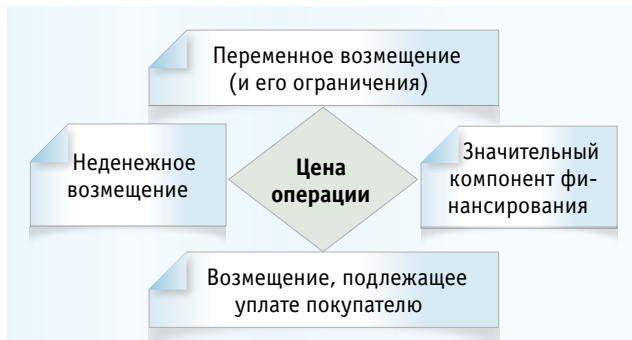 Переменное возмещение
(и его ограничения)
Неденежное
возмещение
Цена
операции
Значительный
компонент фи-
нансирования
Возмещение, подлежащее
уплате покупателю